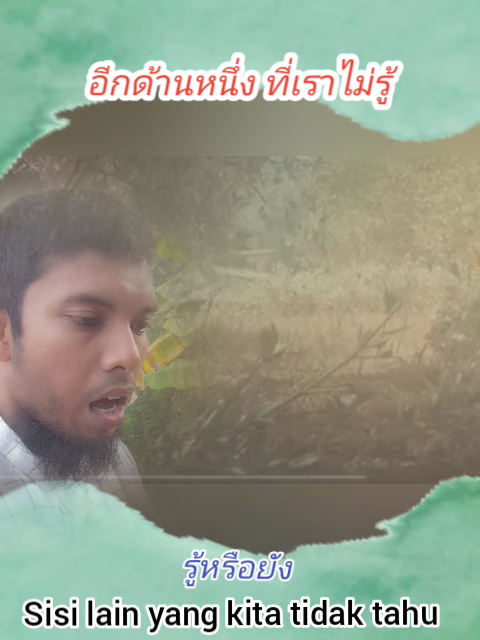 อีกด้านหนึ่ง ที่เราไม่รู้
รู้หรือยัง
Sisi lain yang kita tidak tahu